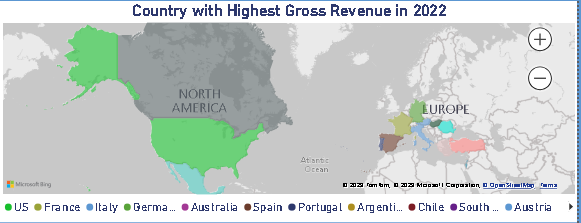 Country with Highest Gross Revenue in 2022
NORTH
AMERICA
EUROPE
Atlantic
Ocean
Microsoft Bing
© 2023 TomTom, © 2023 Microsoft Corporation, © OpenStreetMap Terms
US France Italy Germa... Australia Spain Portugal Argenti... Chile South ... Austria